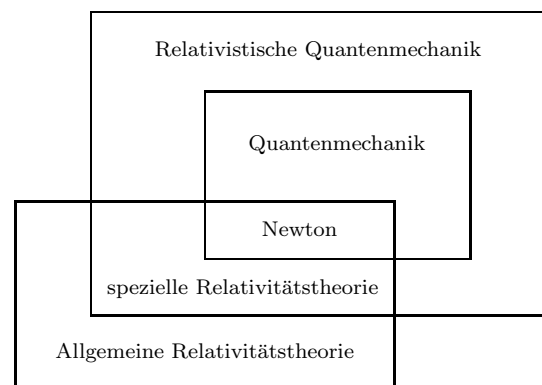 Relativistische Quantenmechanik
Quantenmechanik
Newton
spezielle Relativitätstheorie
Allgemeine Relativitätstheorie